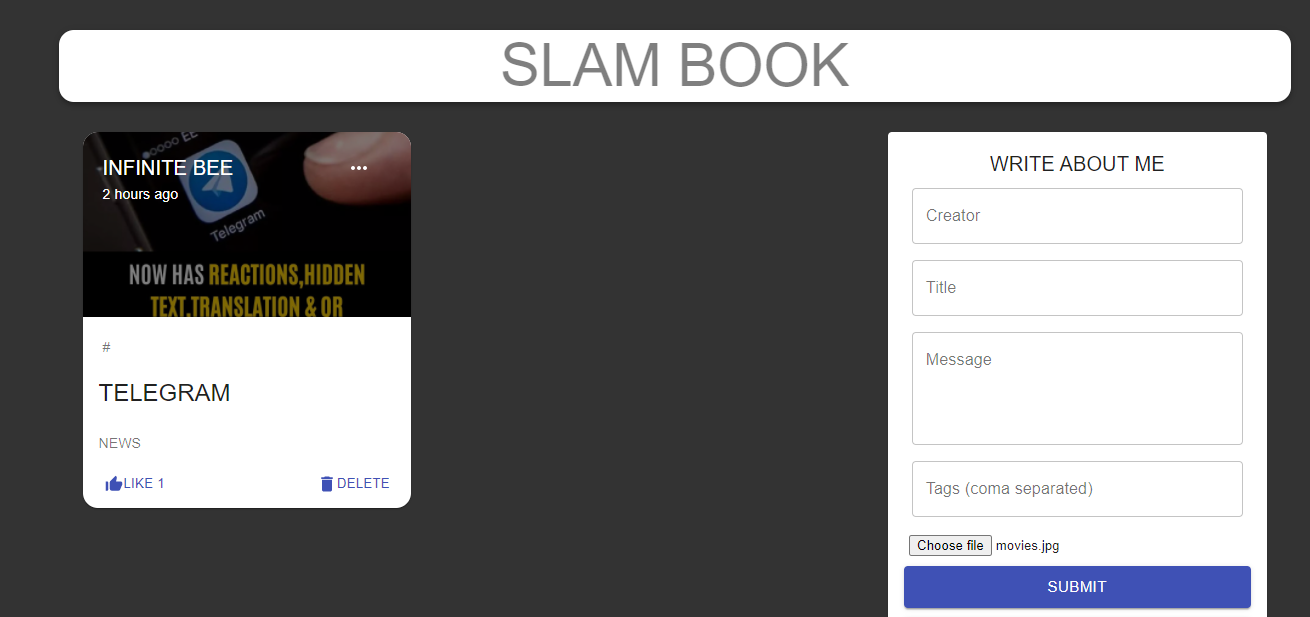 SLAM BOOK
EE
INFINITE BEE
2 hours ago
Telegram
NOW HAS REACTIONS,HIDDEN
TEXT,TRANSLATION & QR
#
TELEGRAM
NEWS
LIKE 1
DELETE
WRITE ABOUT ME
Creator
Title
Message
Tags (coma separated)
Choose file movies.jpg
SUBMIT